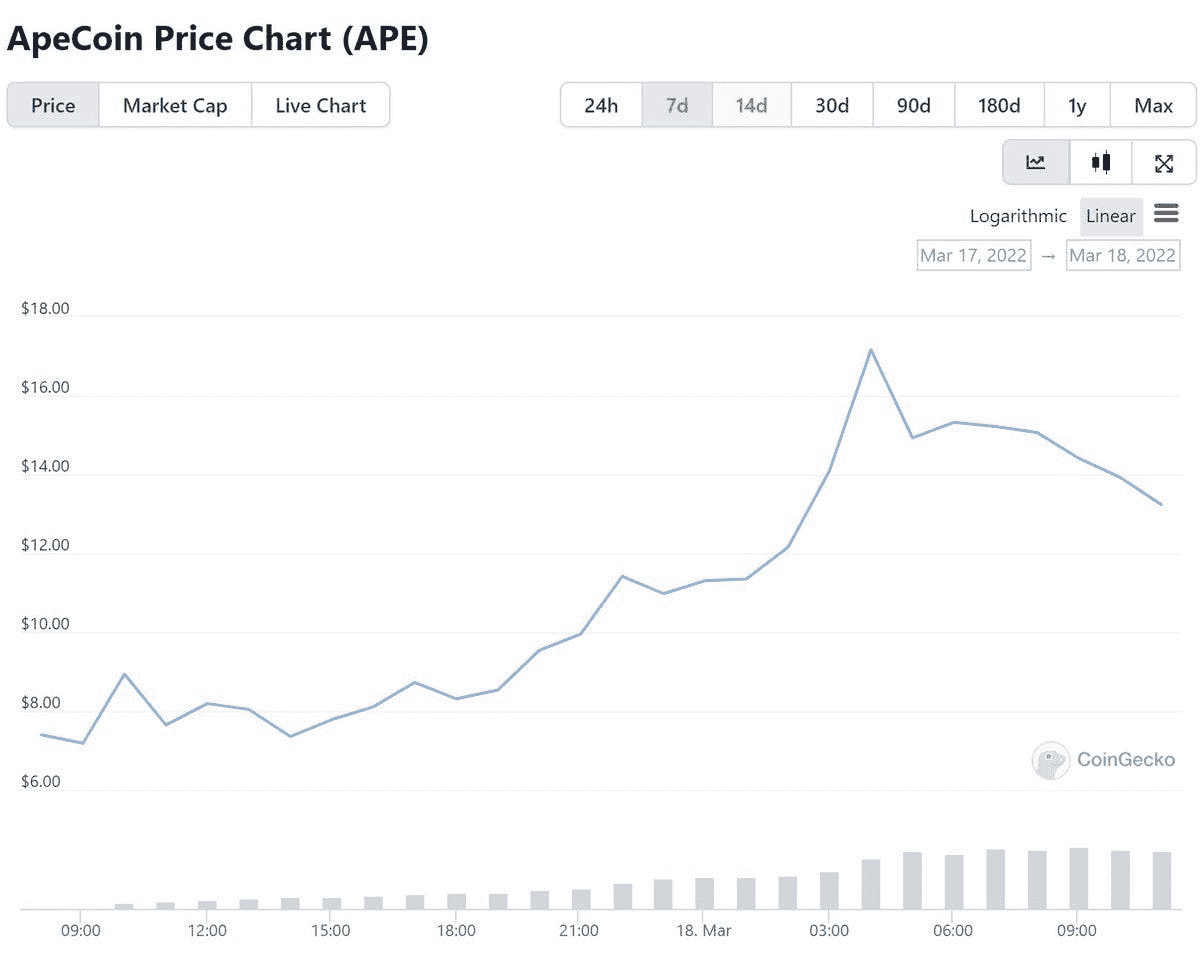 ApeCoin Price Chart (APE)
Price Market Cap Live Chart 24h 7d 14d 30d 90d 180d 1y Max
Logarithmic Linear
Mar 17, 2022 → Mar 18, 2022
$18.00
$16.00
$14.00
$12.00
$10.00
$8.00
CoinGecko
$6.00
09:00 12:00 15:00 18:00 21:00 18. Mar 03:00 06:00 09:00